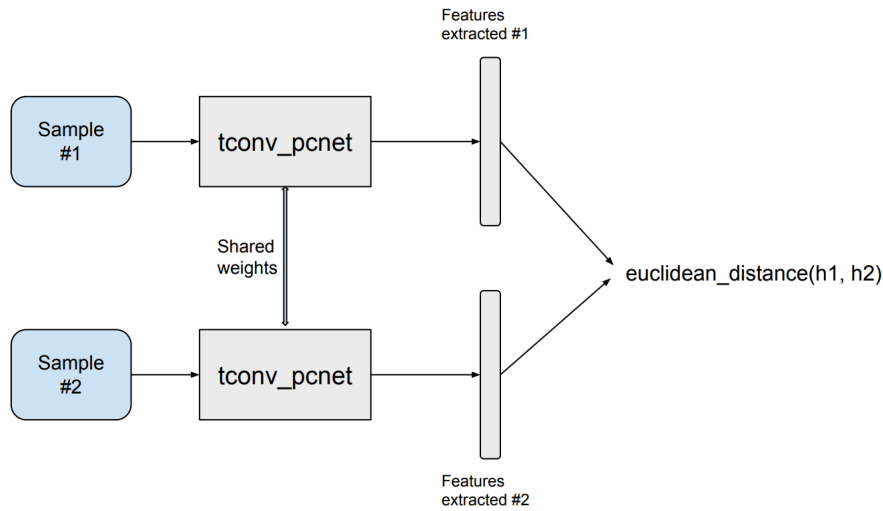 Features
extracted #1
Sample
#1
tconv_pcnet
Shared
weights
euclidean_distance(h1, h2)
Sample
#2
tconv_pcnet
Features
extracted #2